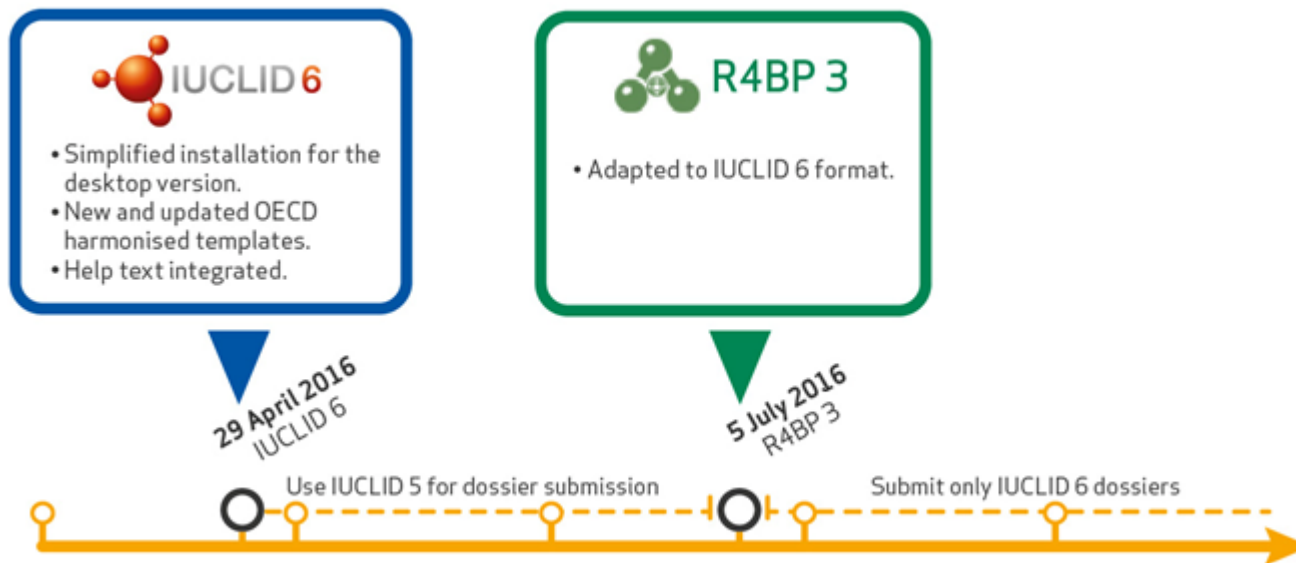 IUCLID 6
• Simplified installation for the
desktop version.
• New and updated OECD
harmonised templates.
• Help text integrated.
R4BP 3
• Adapted to IUCLID 6 format.
29 April 2016
IUCLID 6
5 July 2016
R4BP 3
Use IUCLID 5 for dossier submission
Submit only IUCLID 6 dossiers